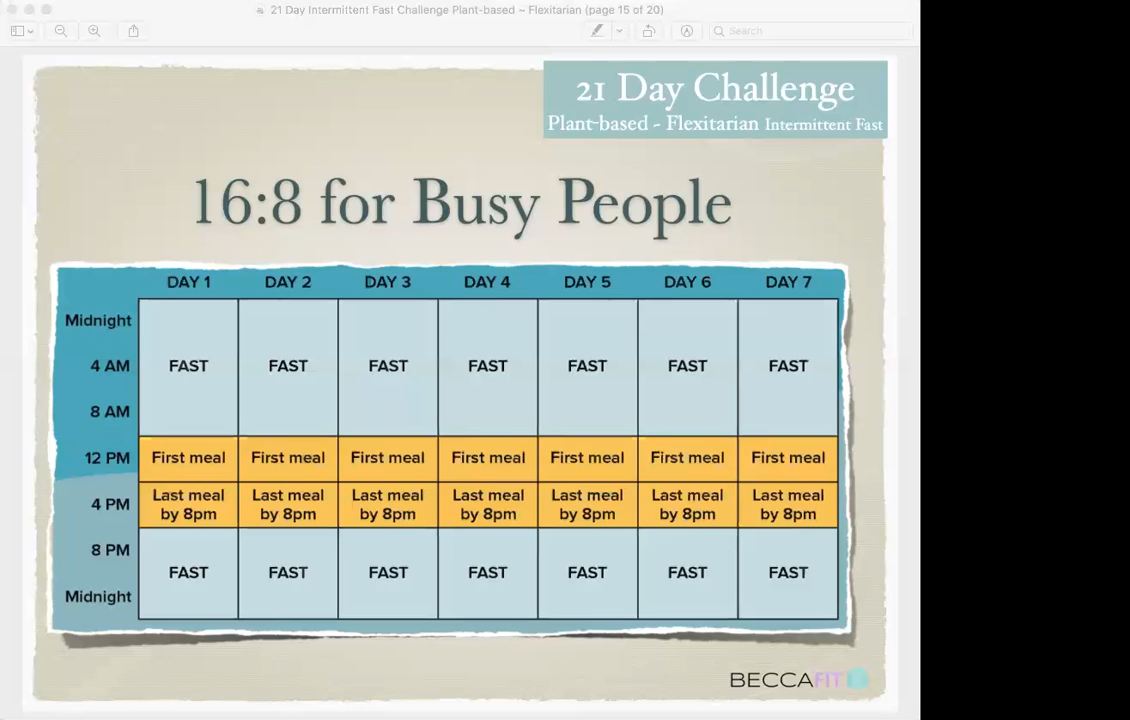 21 Day Intermittent Fast Challenge Plant-based ~ Flexitarian (page 15 of 20)
Search
21 Day Challenge
Plant-based - Flexitarian Intermittent Fast
16:8 for Busy People
DAY 1 DAY 2 DAY 3 DAY 4 DAY 5 DAY 6 DAY 7
Midnight
4 AM FAST FAST FAST FAST FAST FAST FAST
8 AM
12 PM First meal First meal First meal First meal First meal First meal First meal
4 PM Last meal by 8pm Last meal by 8pm Last meal by 8pm Last meal by 8pm Last meal by 8pm Last meal by 8pm Last meal by 8pm
8 PM
FAST FAST FAST FAST FAST FAST FAST
Midnight
BECCAFIT